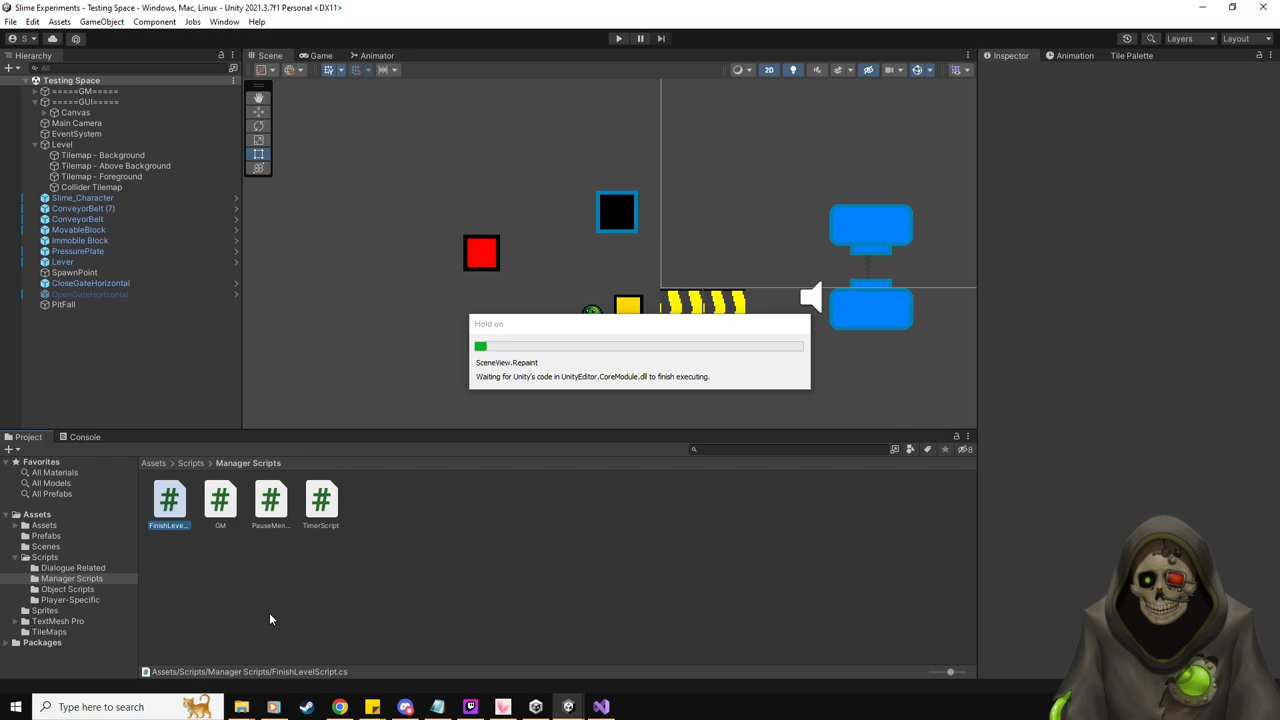 Slime Experiments - Testing Space - Windows, Mac, Linux - Unity 2021.3.7f1 Personal <DX11>
File Edit Assets GameObject Component Jobs Window Help
S
Layers Layout
Hierarchy
Scene Game Animator
Inspector Animation Tile Palette
All
2D
Testing Space
=====GM=====
=====GUI=====
Canvas
Main Camera
EventSystem
Level
Tilemap - Background
Tilemap - Above Background
Tilemap - Foreground
Collider Tilemap
Slime_Character
ConveyorBelt (7)
ConveyorBelt
MovableBlock
Immobile Block
PressurePlate
Lever
SpawnPoint
CloseGateHorizontal
OpenGateHorizontal
PitFall
Hold on
SceneView.Repaint
Waiting for Unity's code in UnityEditor.CoreModule.dll to finish executing.
Project Console
8
Favorites
All Materials
All Models
All Prefabs
Assets
Assets
Prefabs
Scenes
Scripts
Dialogue Related
Manager Scripts
Object Scripts
Player-Specific
Sprites
TextMesh Pro
TileMaps
Packages
Assets > Scripts > Manager Scripts
# # # #
FinishLeve... GM PauseMen... TimerScript
Assets/Scripts/Manager Scripts/FinishLevelScript.cs
Type here to search